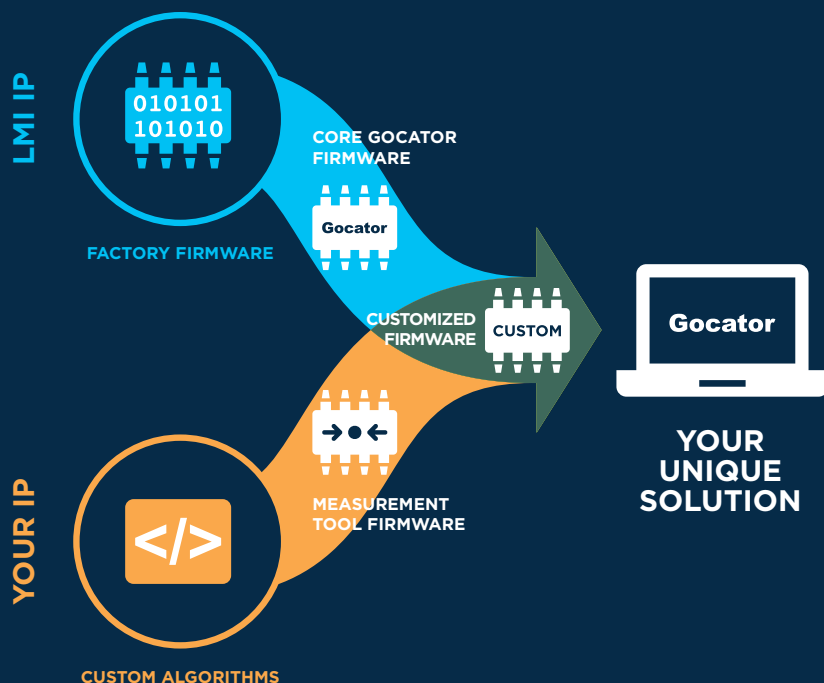 LMI IP
010101
101010
FACTORY FIRMWARE
CORE GOCATOR
FIRMWARE
Gocator
CUSTOMIZED
FIRMWARE
CUSTOM
Gocator
YOUR
UNIQUE
SOLUTION
YOUR IP
</>
MEASUREMENT
TOOL FIRMWARE
CUSTOM ALGORITHMS